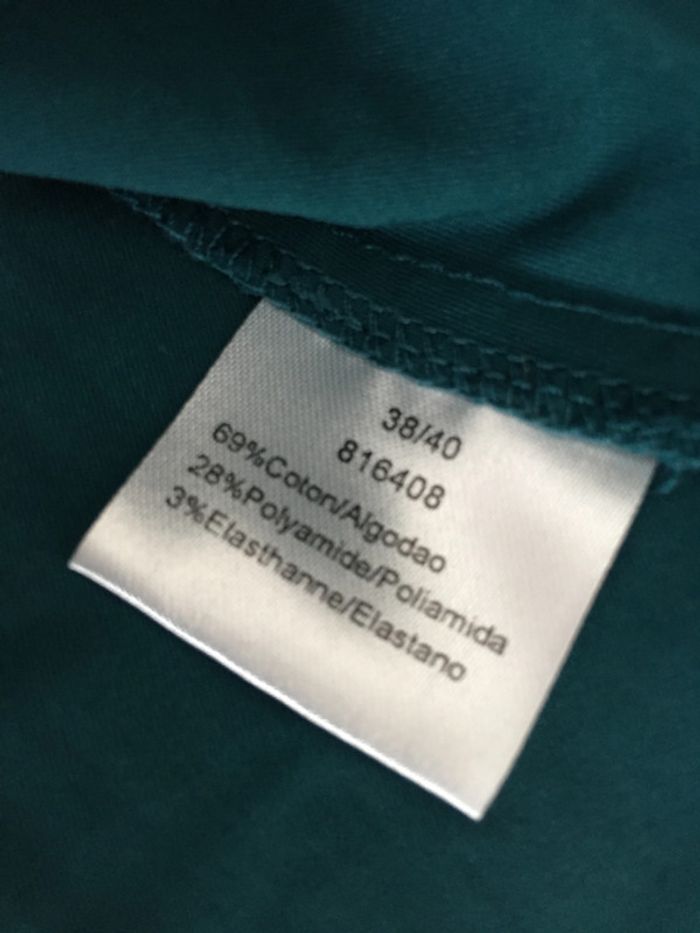 38/40
816408
69%Coton/Algodao
28%Polyamide/Poliamida
3%Elasthanne/Elastano